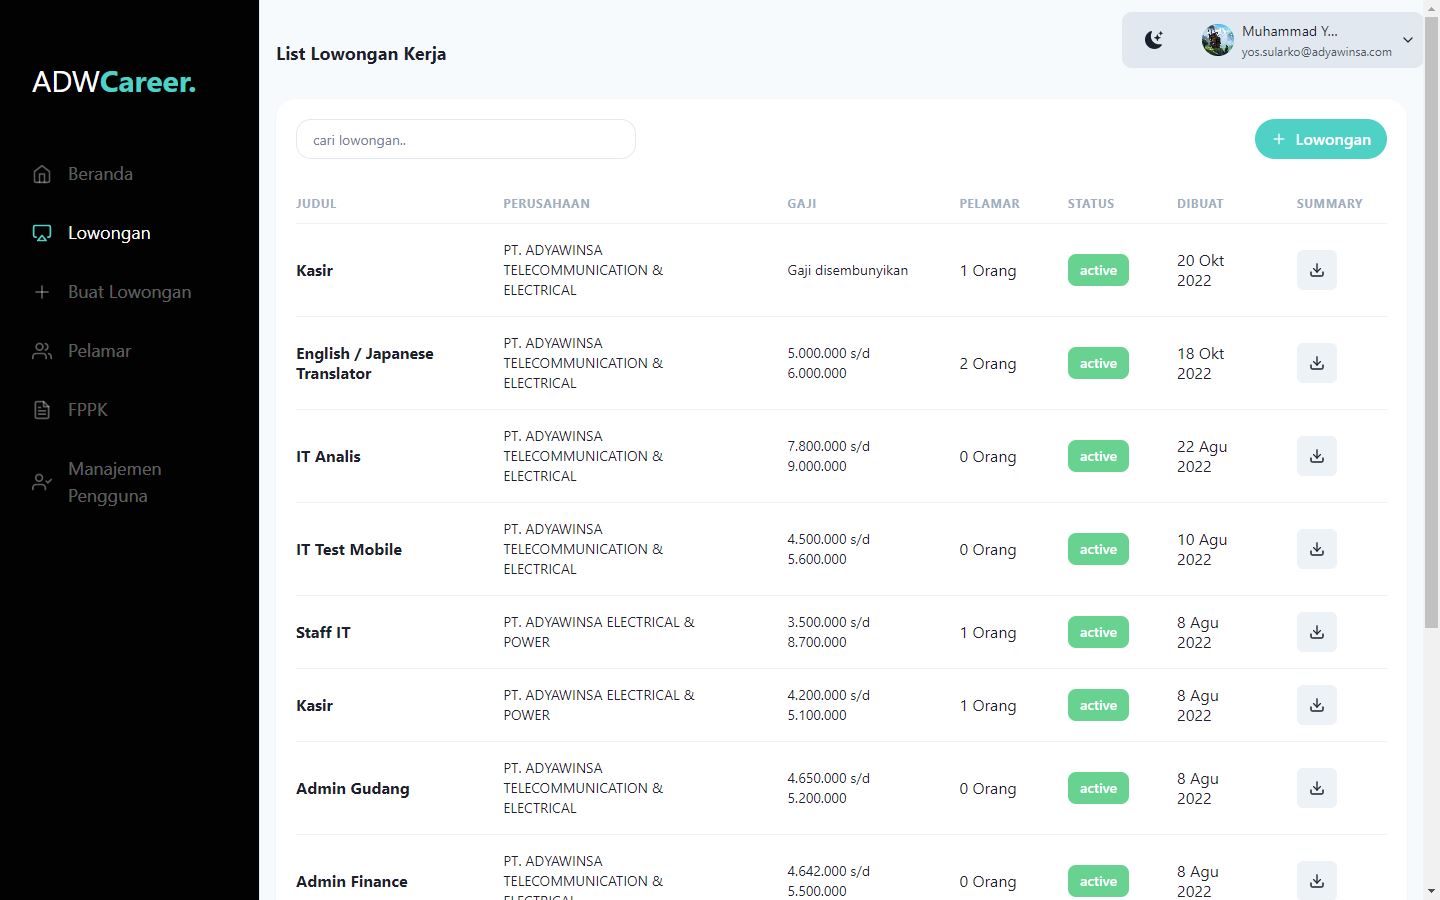 ADWCareer.
Beranda
Lowongan
Buat Lowongan
Pelamar
FPPK
Manajemen
Pengguna
List Lowongan Kerja
Muhammad Y...
yos.sularko@adyawinsa.com
cari lowongan..
+ Lowongan
JUDUL PERUSAHAAN GAJI PELAMAR STATUS DIBUAT SUMMARY
Kasir
PT. ADYAWINSA
TELECOMMUNICATION &
ELECTRICAL
Gaji disembunyikan
1 Orang
active
20 Okt
2022
English / Japanese
Translator
PT. ADYAWINSA
TELECOMMUNICATION &
ELECTRICAL
5.000.000 s/d
6.000.000
2 Orang
active
18 Okt
2022
IT Analis
PT. ADYAWINSA
TELECOMMUNICATION &
ELECTRICAL
7.800.000 s/d
9.000.000
0 Orang
active
22 Agu
2022
IT Test Mobile
PT. ADYAWINSA
TELECOMMUNICATION &
ELECTRICAL
4.500.000 s/d
5.600.000
0 Orang
active
10 Agu
2022
Staff IT
PT. ADYAWINSA ELECTRICAL &
POWER
3.500.000 s/d
8.700.000
1 Orang
active
8 Agu
2022
Kasir
PT. ADYAWINSA ELECTRICAL &
POWER
4.200.000 s/d
5.100.000
1 Orang
active
8 Agu
2022
Admin Gudang
PT. ADYAWINSA
TELECOMMUNICATION &
ELECTRICAL
4.650.000 s/d
5.200.000
0 Orang
active
8 Agu
2022
Admin Finance
PT. ADYAWINSA
TELECOMMUNICATION &
ELECTRICAL
4.642.000 s/d
5.500.000
0 Orang
active
8 Agu
2022